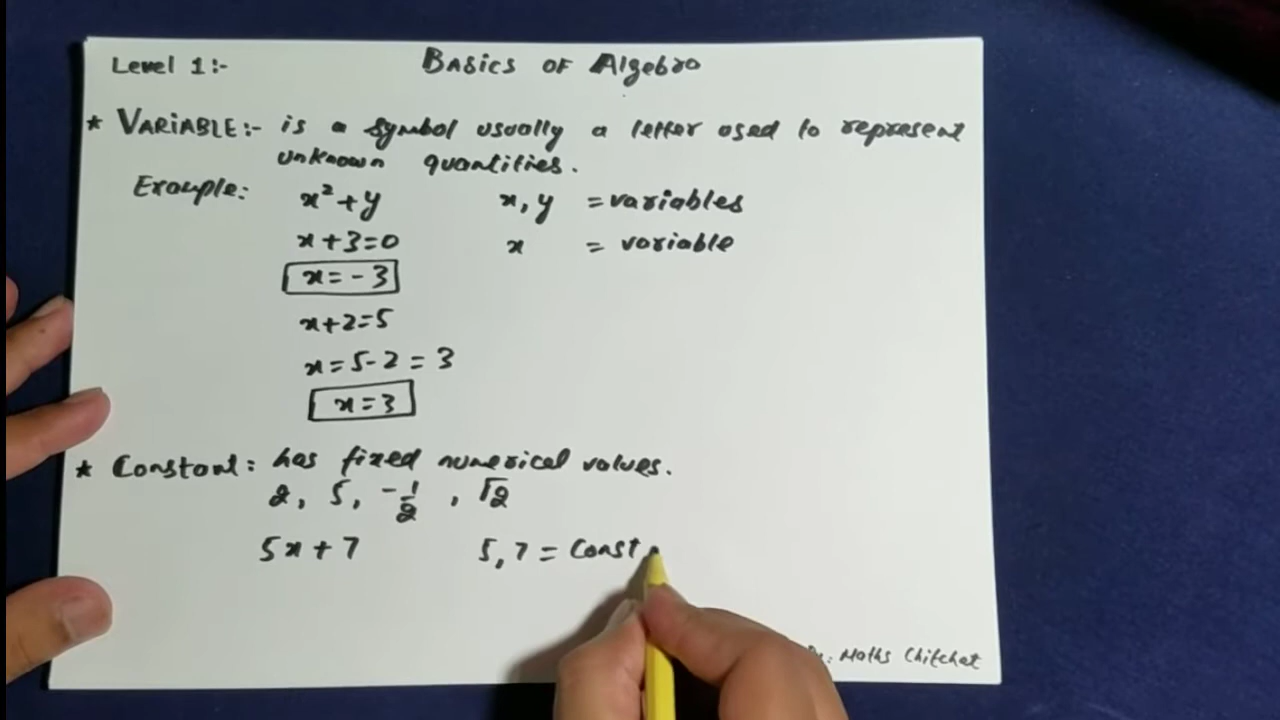 Level 1:- Basics of Algebra
* VARIABLE:- is a symbol usually a letter used to represent
unknown quantities.
Example: x²+y x, y = variables
x+3=0 x = variable
x=-3
x+2=5
x=5-2=3
x=3
* Constant: has fixed numerical values.
2, 5, -1/2, √2
5x+7 5,7 = Const
Maths Chitchat